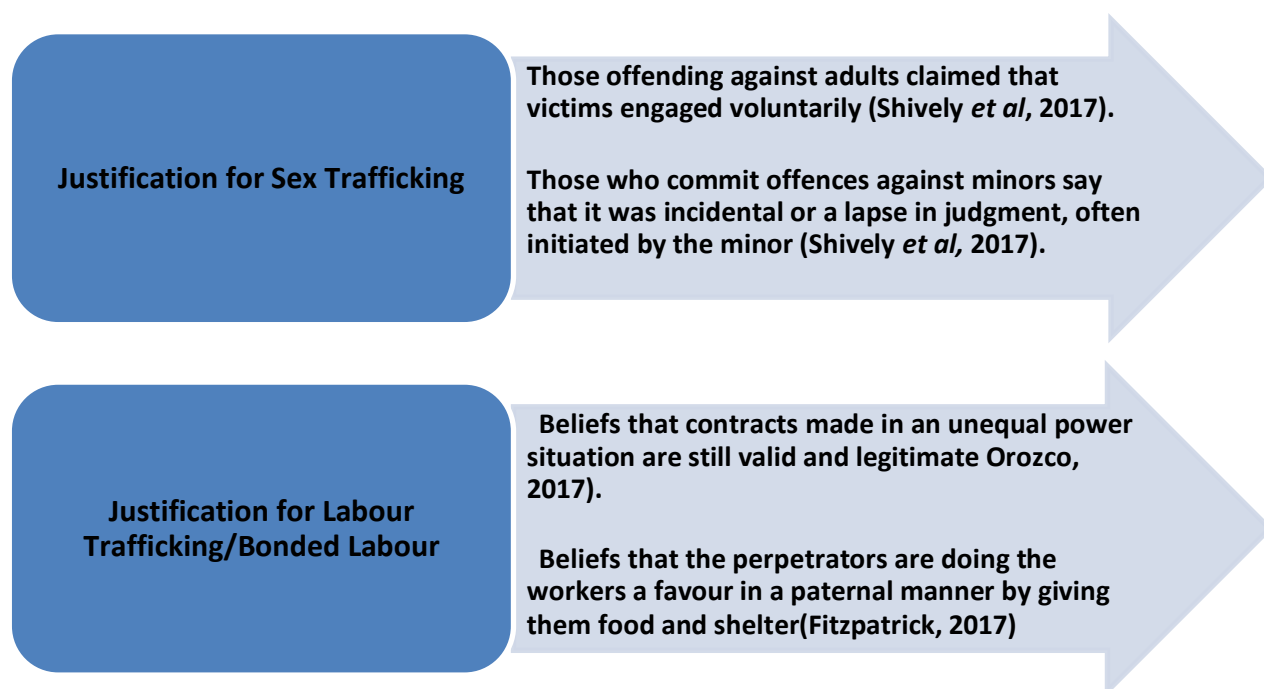 Justification for Sex Trafficking
Those offending against adults claimed that
victims engaged voluntarily (Shively et al, 2017).
Those who commit offences against minors say
that it was incidental or a lapse in judgment, often
initiated by the minor (Shively et al, 2017).
Justification for Labour
Trafficking/Bonded Labour
Beliefs that contracts made in an unequal power
situation are still valid and legitimate Orozco,
2017).
Beliefs that the perpetrators are doing the
workers a favour in a paternal manner by giving
them food and shelter(Fitzpatrick, 2017)